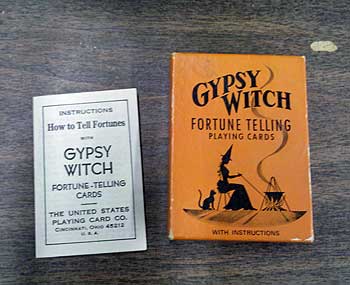 INSTRUCTIONS
How to Tell Fortunes
WITH
GYPSY
WITCH
FORTUNE-TELLING
CARDS
THE UNITED STATES
PLAYING CARD CO.
CINCINNATI, OHIO 45212
U. S. A.
GYPSY
WITCH
FORTUNE TELLING
PLAYING CARDS
WITH INSTRUCTIONS